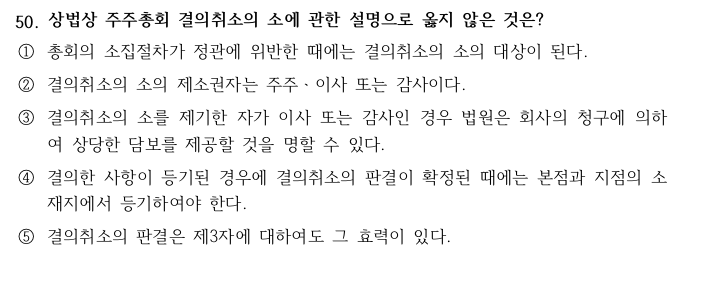 50. 상법상 주주총회 결의취소의 소에 관한 설명으로 옳지 않은 것은?
① 총회의 소집절차가 정관에 위반한 때에는 결의취소의 소의 대상이 된다.
② 결의취소의 소의 제소권자는 주주ㆍ이사 또는 감사이다.
③ 결의취소의 소를 제기한 자가 이사 또는 감사인 경우 법원은 회사의 청구에 의하
여 상당한 담보를 제공할 것을 명할 수 있다.
④ 결의한 사항이 등기된 경우에 결의취소의 판결이 확정된 때에는 본점과 지점의 소
재지에서 등기하여야 한다.
⑤ 결의취소의 판결은 제3자에 대하여도 그 효력이 있다.